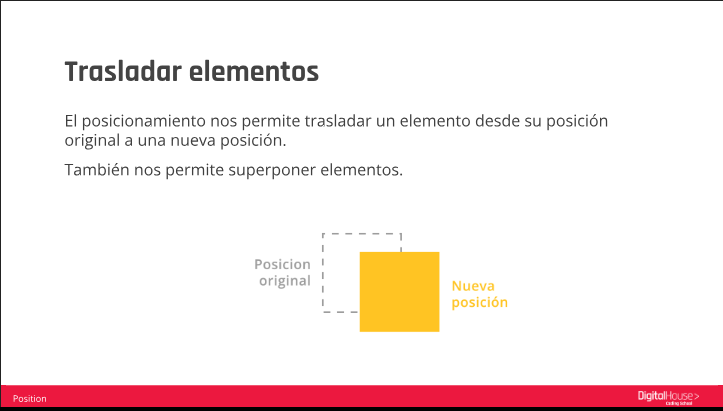 Trasladar elementos
El posicionamiento nos permite trasladar un elemento desde su posición
original a una nueva posición.
También nos permite superponer elementos.
Posicion
original
Nueva
posición
Position
DigitalHouse>
Coding School